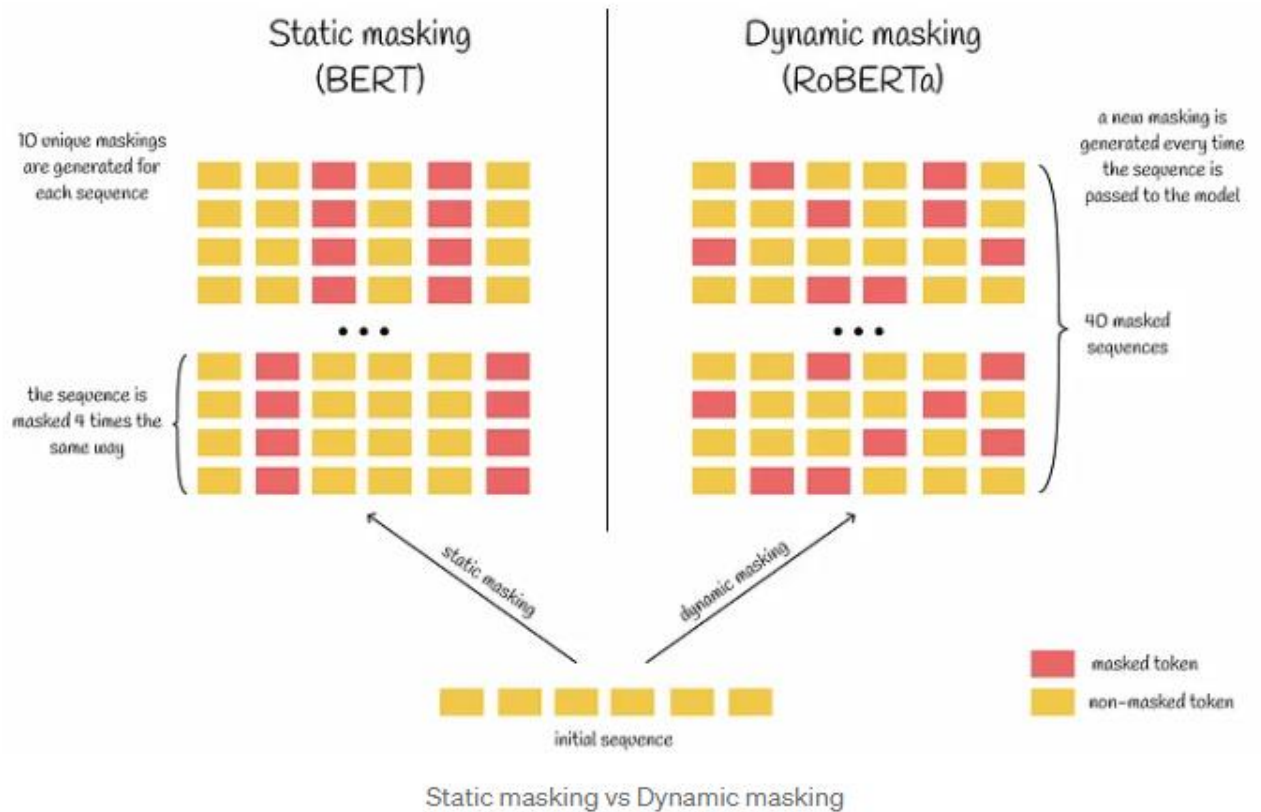 Static masking
(BERT)
Dynamic masking
(RoBERTa)
10 unique maskings
are generated for
each sequence
a new masking is
generated every time
the sequence is
passed to the model
40 masked
sequences
the sequence is
masked 4 times the
same way
static masking
dynamic masking
masked token
non-masked token
initial sequence
Static masking vs Dynamic masking